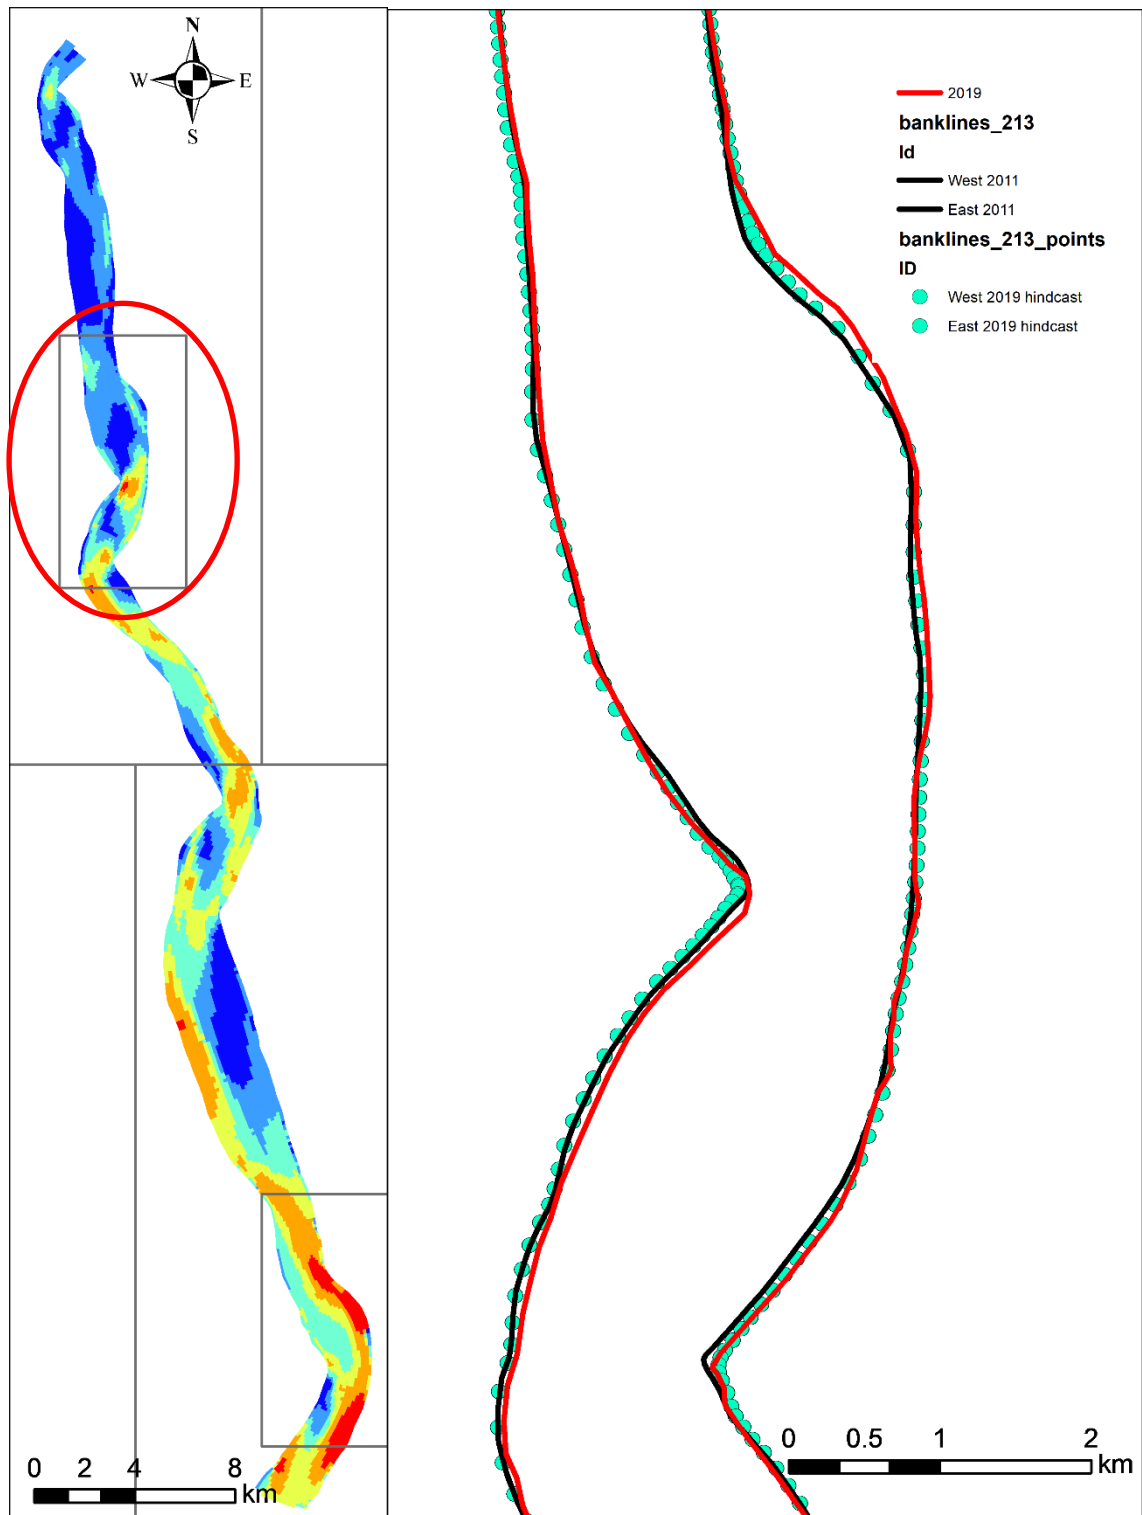 N
W E
S
2019
banklines_213
Id
West 2011
East 2011
banklines_213_points
ID
West 2019 hindcast
East 2019 hindcast
0 2 4 8
km
0 0.5 1 2
km